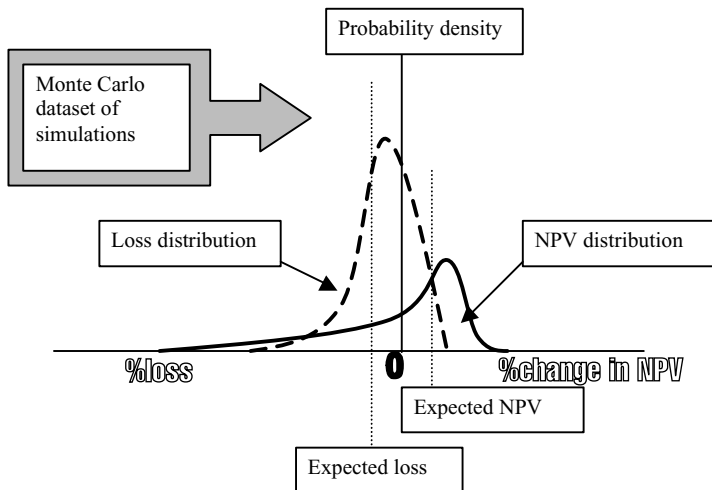 Probability density
Monte Carlo
dataset of
simulations
Loss distribution
NPV distribution
%loss
0
%change in NPV
Expected NPV
Expected loss